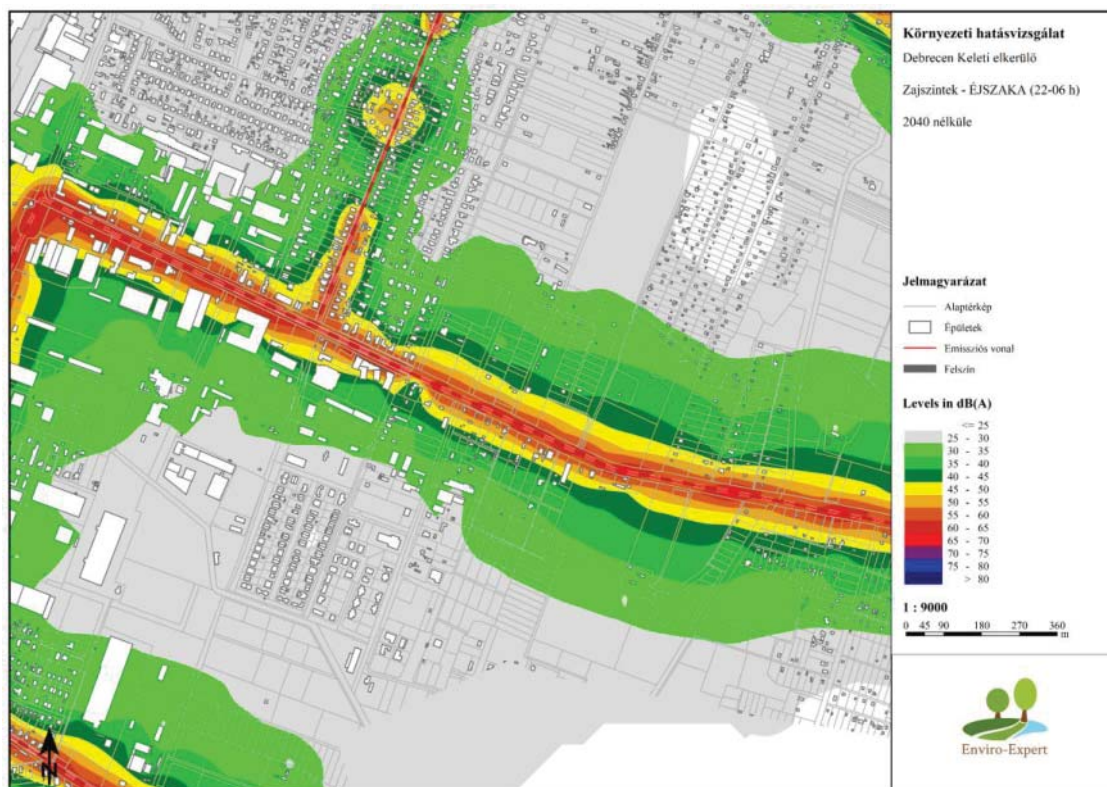 Környezeti hatásvizsgálat
Debrecen Keleti elkerülő
Zajszintek - ÉJSZAKA (22-06 h)
2040 nélküle
Jelmagyarázat
Alaptérkép
Épületek
Emissziós vonal
Felszín
Levels in dB(A)
<= 25
25 - 30
30 - 35
35 - 40
40 - 45
45 - 50
50 - 55
55 - 60
60 - 65
65 - 70
70 - 75
75 - 80
> 80
1 : 9000
0 45 90 180 270 360
m
Enviro-Expert
N